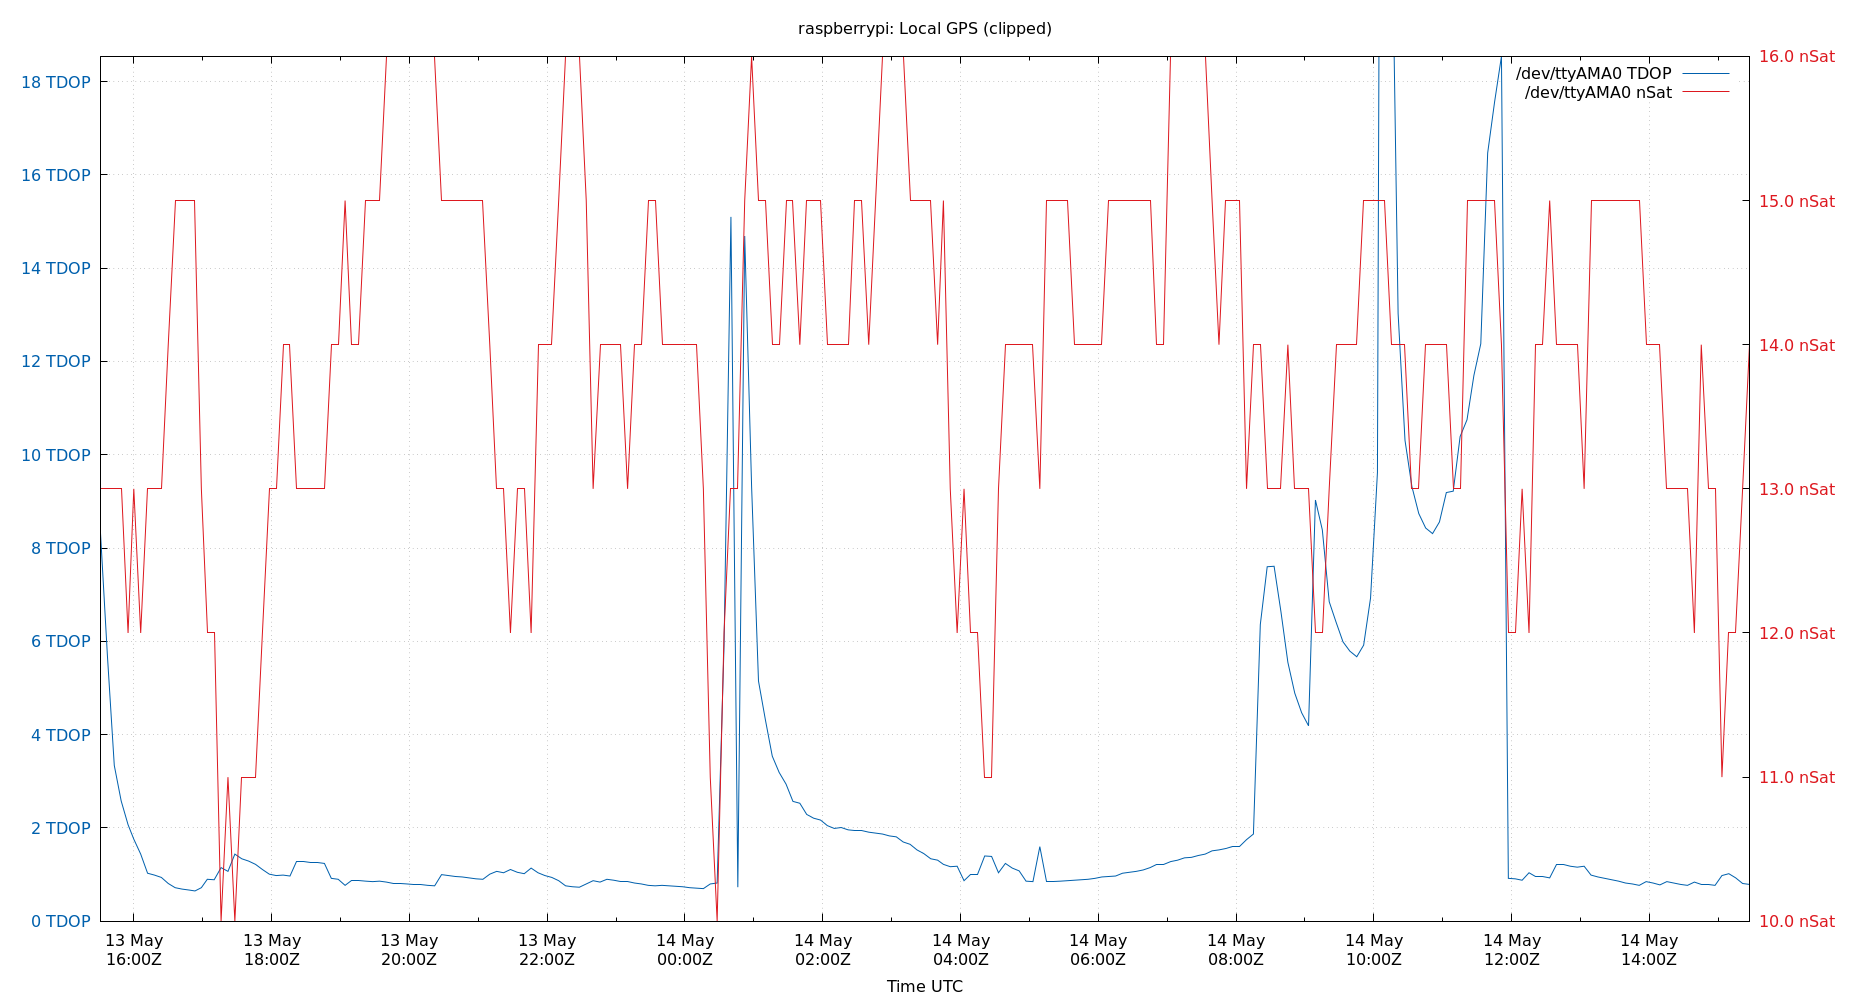 raspberrypi: Local GPS (clipped)
/dev/ttyAMA0 TDOP
/dev/ttyAMA0 nSat
18 TDOP
16 TDOP
14 TDOP
12 TDOP
10 TDOP
8 TDOP
6 TDOP
4 TDOP
2 TDOP
0 TDOP
16.0 nSat
15.0 nSat
14.0 nSat
13.0 nSat
12.0 nSat
11.0 nSat
10.0 nSat
13 May
16:00Z
13 May
18:00Z
13 May
20:00Z
13 May
22:00Z
14 May
00:00Z
14 May
02:00Z
14 May
04:00Z
14 May
06:00Z
14 May
08:00Z
14 May
10:00Z
14 May
12:00Z
14 May
14:00Z
Time UTC